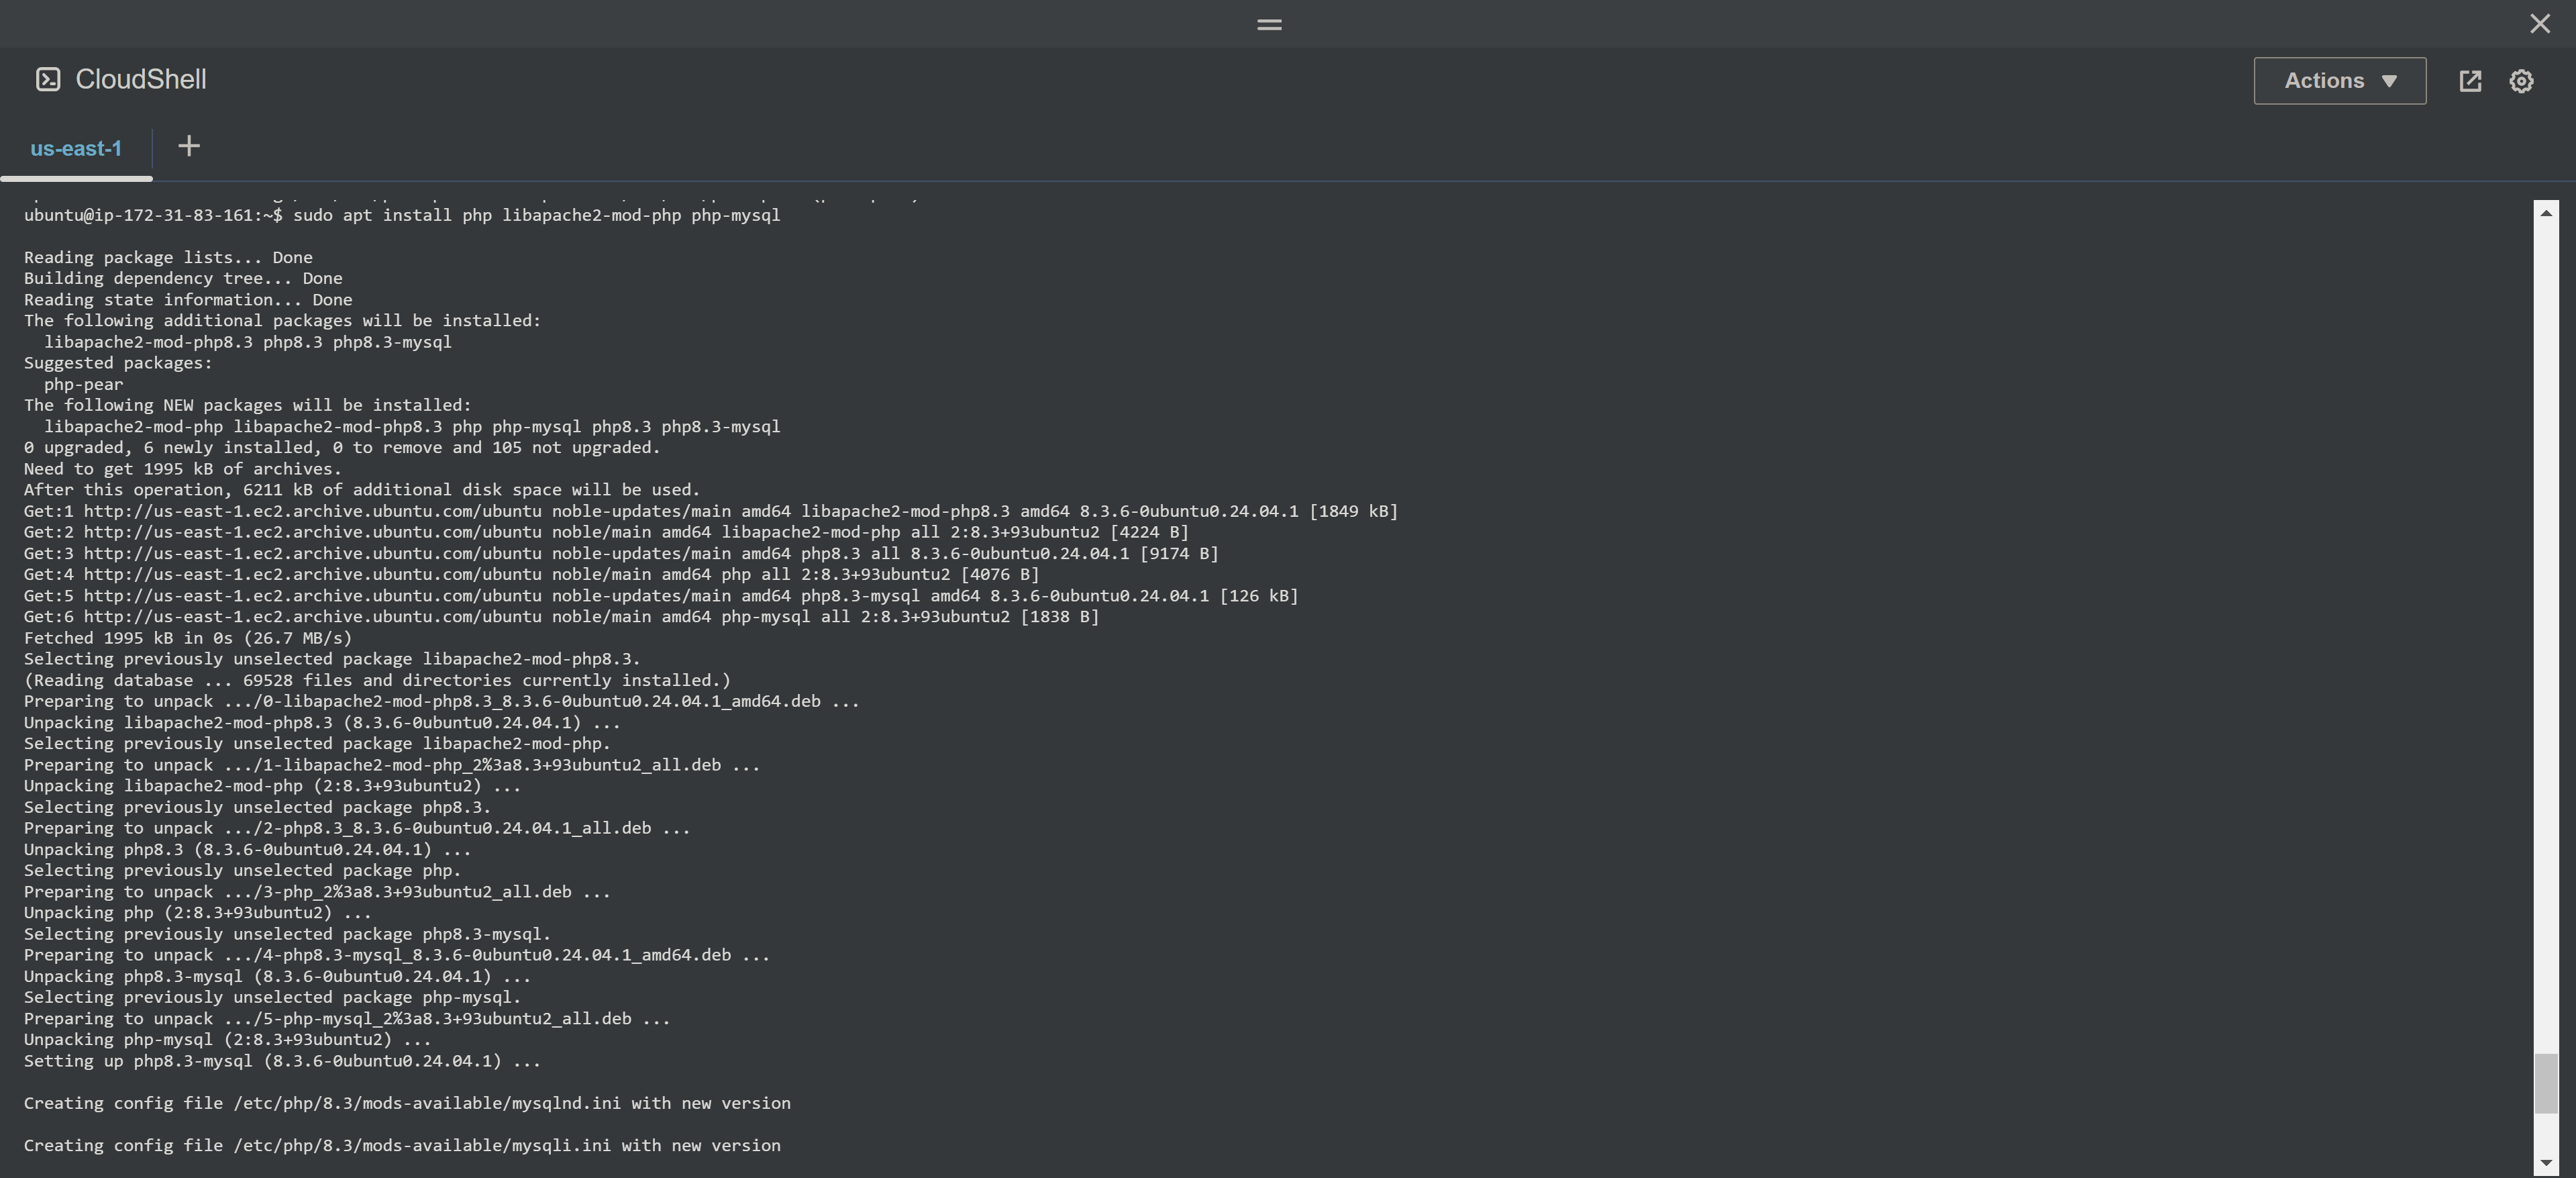 CloudShell
Actions
us-east-1
ubuntu@ip-172-31-83-161:~$ sudo apt install php libapache2-mod-php php-mysql
Reading package lists... Done
Building dependency tree... Done
Reading state information... Done
The following additional packages will be installed:
  libapache2-mod-php8.3 php8.3 php8.3-mysql
Suggested packages:
  php-pear
The following NEW packages will be installed:
  libapache2-mod-php libapache2-mod-php8.3 php php-mysql php8.3 php8.3-mysql
0 upgraded, 6 newly installed, 0 to remove and 105 not upgraded.
Need to get 1995 kB of archives.
After this operation, 6211 kB of additional disk space will be used.
Get:1 http://us-east-1.ec2.archive.ubuntu.com/ubuntu noble-updates/main amd64 libapache2-mod-php8.3 amd64 8.3.6-0ubuntu0.24.04.1 [1849 kB]
Get:2 http://us-east-1.ec2.archive.ubuntu.com/ubuntu noble/main amd64 libapache2-mod-php all 2:8.3+93ubuntu2 [4224 B]
Get:3 http://us-east-1.ec2.archive.ubuntu.com/ubuntu noble-updates/main amd64 php8.3 all 8.3.6-0ubuntu0.24.04.1 [9174 B]
Get:4 http://us-east-1.ec2.archive.ubuntu.com/ubuntu noble/main amd64 php all 2:8.3+93ubuntu2 [4076 B]
Get:5 http://us-east-1.ec2.archive.ubuntu.com/ubuntu noble-updates/main amd64 php8.3-mysql amd64 8.3.6-0ubuntu0.24.04.1 [126 kB]
Get:6 http://us-east-1.ec2.archive.ubuntu.com/ubuntu noble/main amd64 php-mysql all 2:8.3+93ubuntu2 [1838 B]
Fetched 1995 kB in 0s (26.7 MB/s)
Selecting previously unselected package libapache2-mod-php8.3.
(Reading database ... 69528 files and directories currently installed.)
Preparing to unpack .../0-libapache2-mod-php8.3_8.3.6-0ubuntu0.24.04.1_amd64.deb ...
Unpacking libapache2-mod-php8.3 (8.3.6-0ubuntu0.24.04.1) ...
Selecting previously unselected package libapache2-mod-php.
Preparing to unpack .../1-libapache2-mod-php_2%3a8.3+93ubuntu2_all.deb ...
Unpacking libapache2-mod-php (2:8.3+93ubuntu2) ...
Selecting previously unselected package php8.3.
Preparing to unpack .../2-php8.3_8.3.6-0ubuntu0.24.04.1_all.deb ...
Unpacking php8.3 (8.3.6-0ubuntu0.24.04.1) ...
Selecting previously unselected package php.
Preparing to unpack .../3-php_2%3a8.3+93ubuntu2_all.deb ...
Unpacking php (2:8.3+93ubuntu2) ...
Selecting previously unselected package php8.3-mysql.
Preparing to unpack .../4-php8.3-mysql_8.3.6-0ubuntu0.24.04.1_amd64.deb ...
Unpacking php8.3-mysql (8.3.6-0ubuntu0.24.04.1) ...
Selecting previously unselected package php-mysql.
Preparing to unpack .../5-php-mysql_2%3a8.3+93ubuntu2_all.deb ...
Unpacking php-mysql (2:8.3+93ubuntu2) ...
Setting up php8.3-mysql (8.3.6-0ubuntu0.24.04.1) ...
Creating config file /etc/php/8.3/mods-available/mysqlnd.ini with new version
Creating config file /etc/php/8.3/mods-available/mysqli.ini with new version